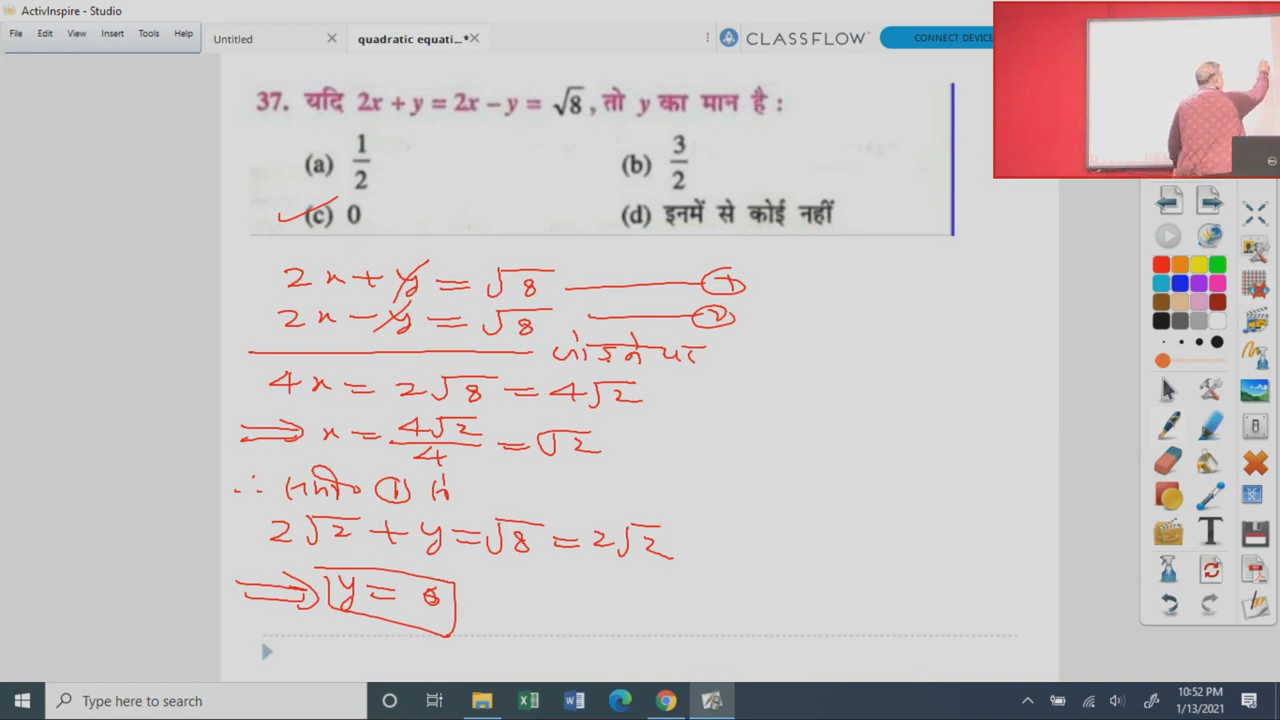 ActivInspire - Studio
File Edit View Insert Tools Help
Untitled
quadratic equati...*
CLASSFLOW
CONNECT DEVICE
37. यदि 2x + y = 2x – y = √8, तो y का मान है :
(a) 1/2
(b) 3/2
(c) 0
(d) इनमें से कोई नहीं
2x + y = √8 ——— ①
2x – y = √8 ——— ②
जोड़ने पर
4x = 2√8 = 4√2
⇒ x = 4√2/4 = √2
∴ समी० ① से
2√2 + y = √8 = 2√2
⇒ y = 0
Type here to search
10:52 PM
1/13/2021